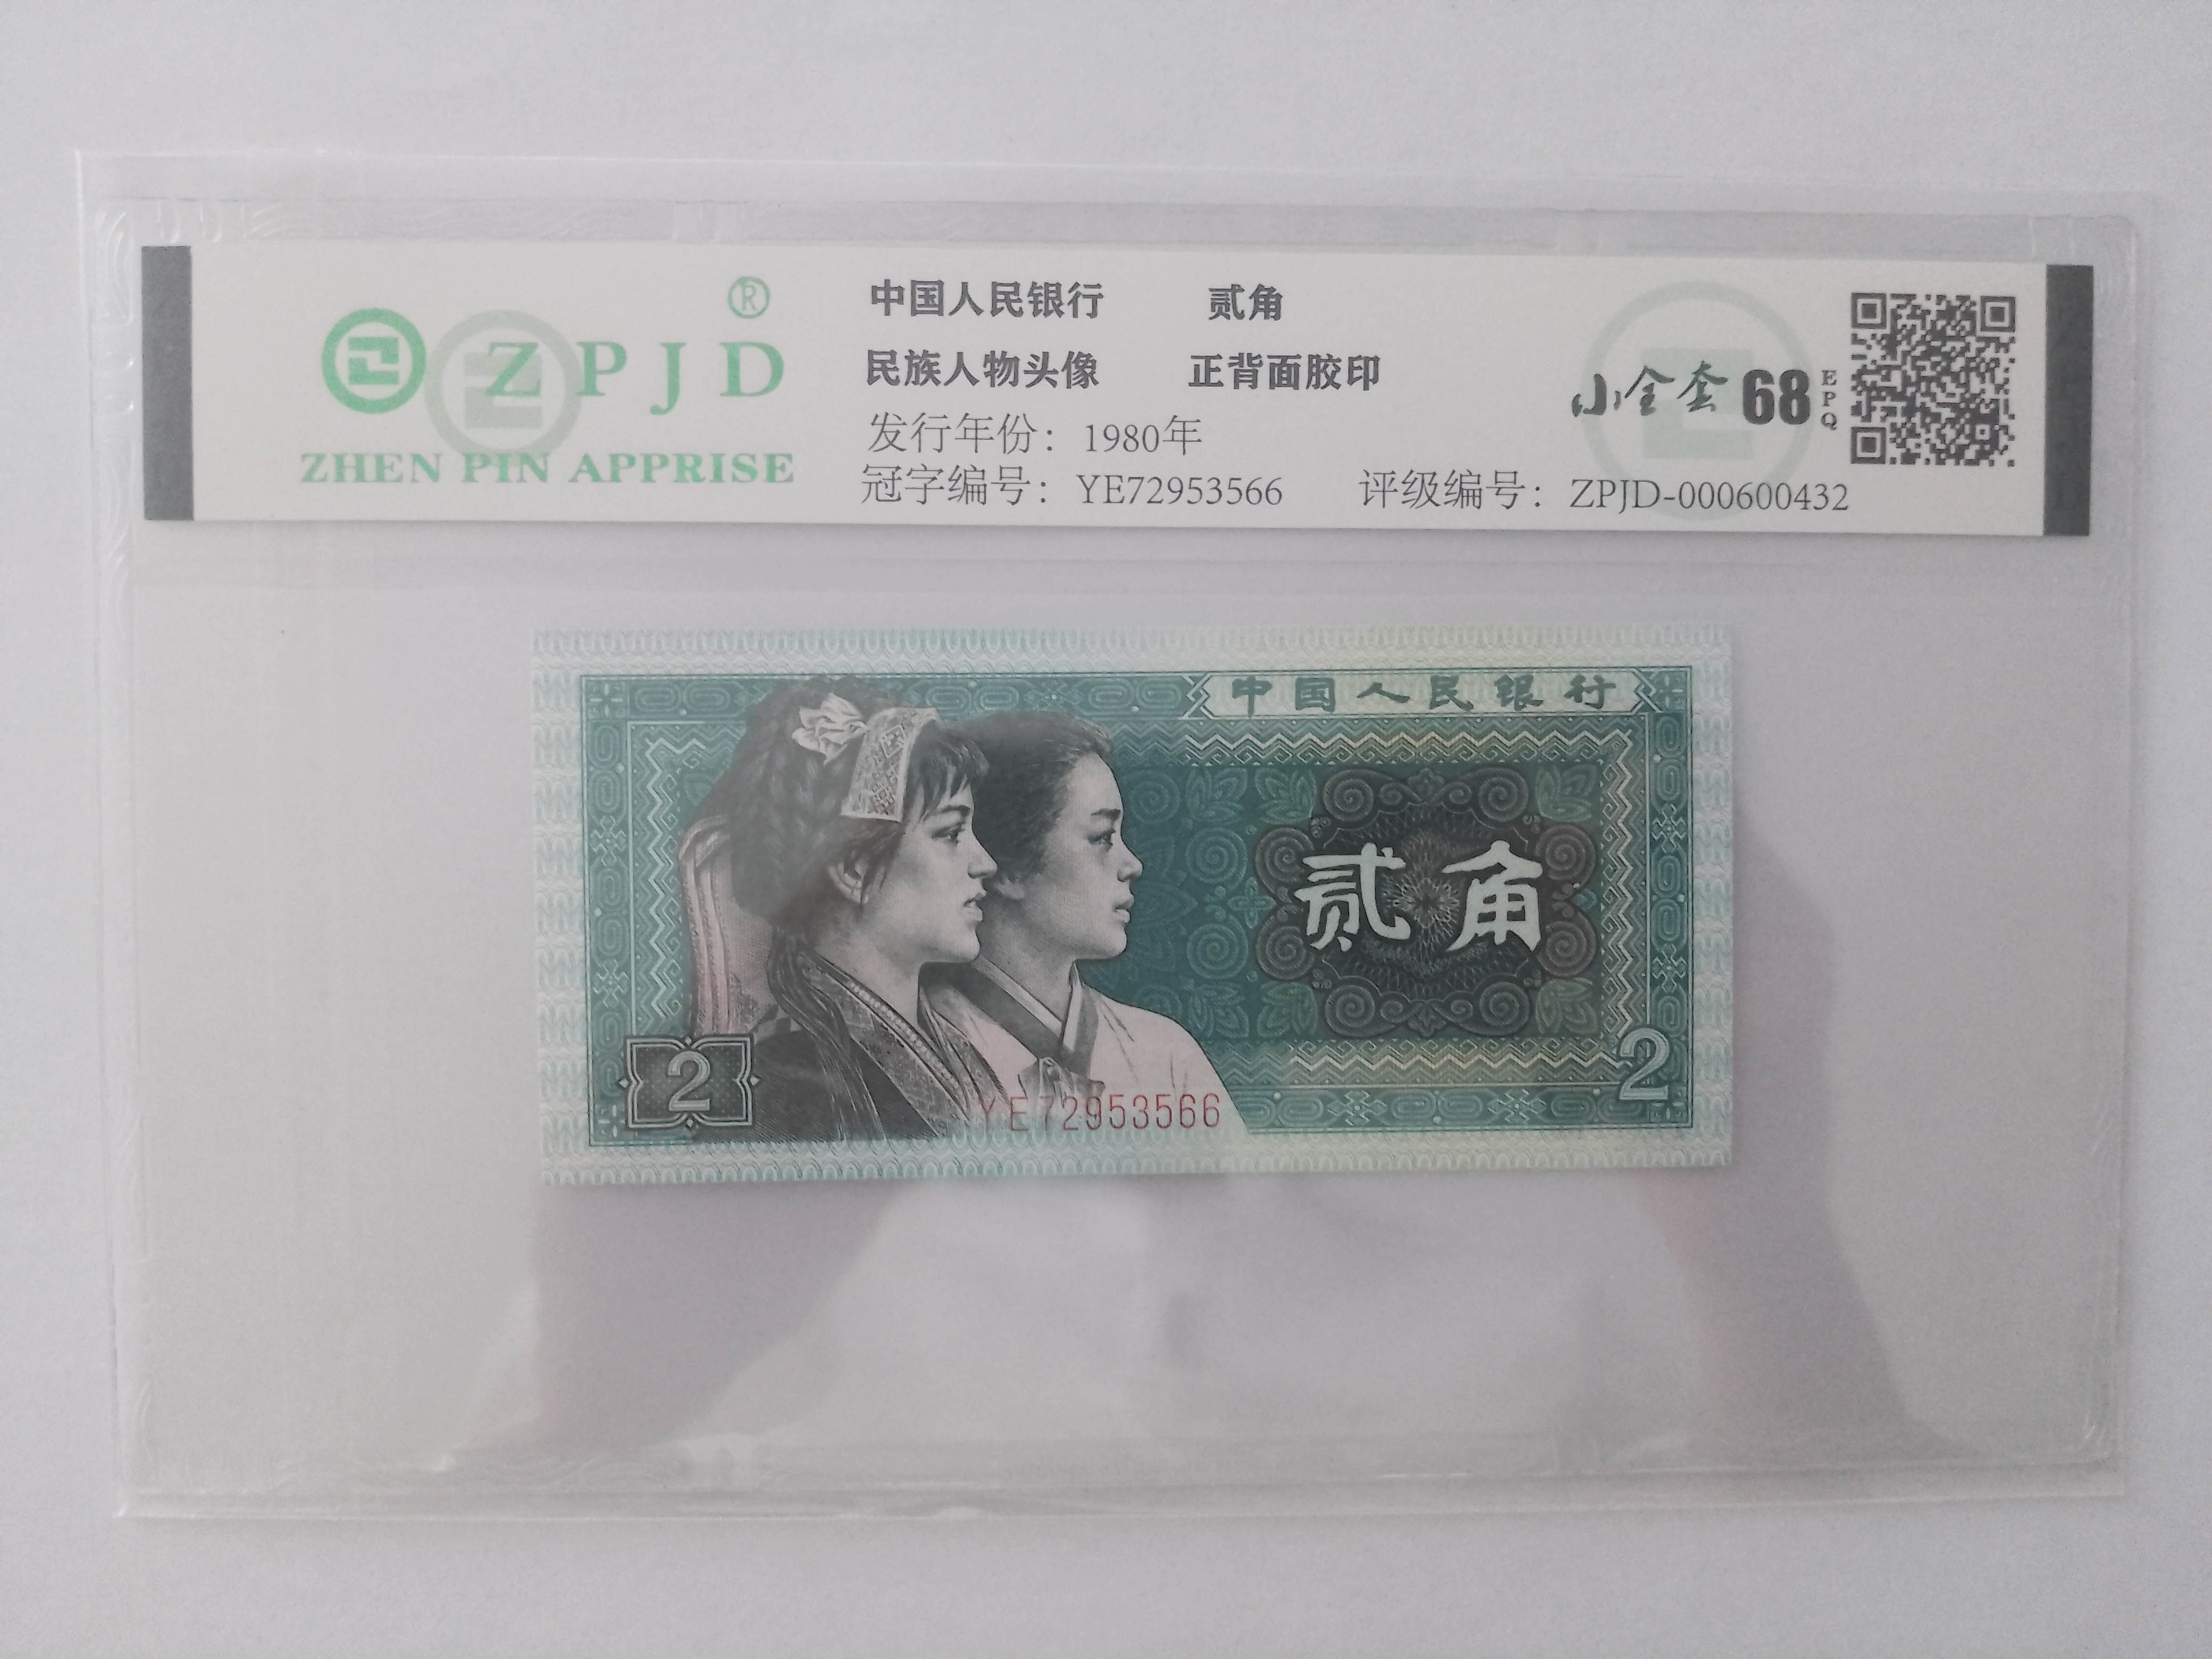 ®
ZPJD
ZHEN PIN APPRISE
中国人民银行 贰角
民族人物头像 正背面胶印
发行年份：1980年
冠字编号：YE72953566 评级编号：ZPJD-000600432
小全套 68 EPQ
中国人民银行
贰角
2
2
YE72953566